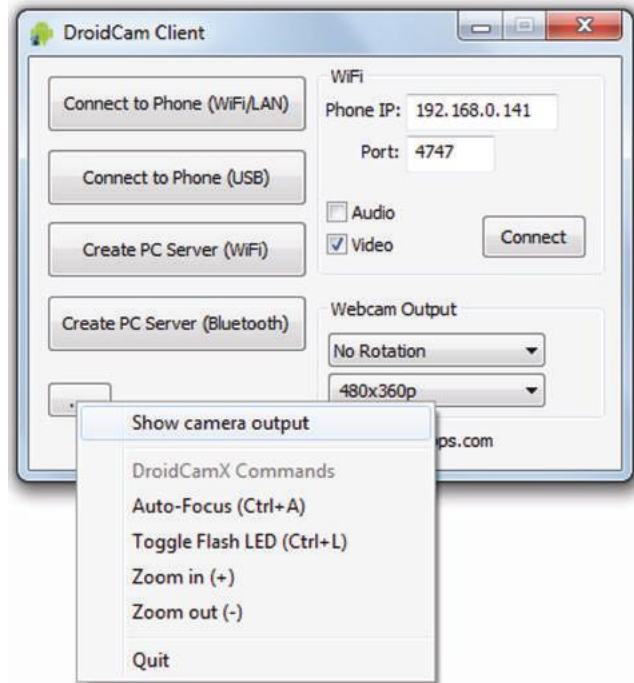 DroidCam Client
Connect to Phone (WiFi/LAN)
Connect to Phone (USB)
Create PC Server (WiFi)
Create PC Server (Bluetooth)
WiFi
Phone IP: 192.168.0.141
Port: 4747
Audio
Video
Connect
Webcam Output
No Rotation
480x360p
ps.com
Show camera output
DroidCamX Commands
Auto-Focus (Ctrl+A)
Toggle Flash LED (Ctrl+L)
Zoom in (+)
Zoom out (-)
Quit